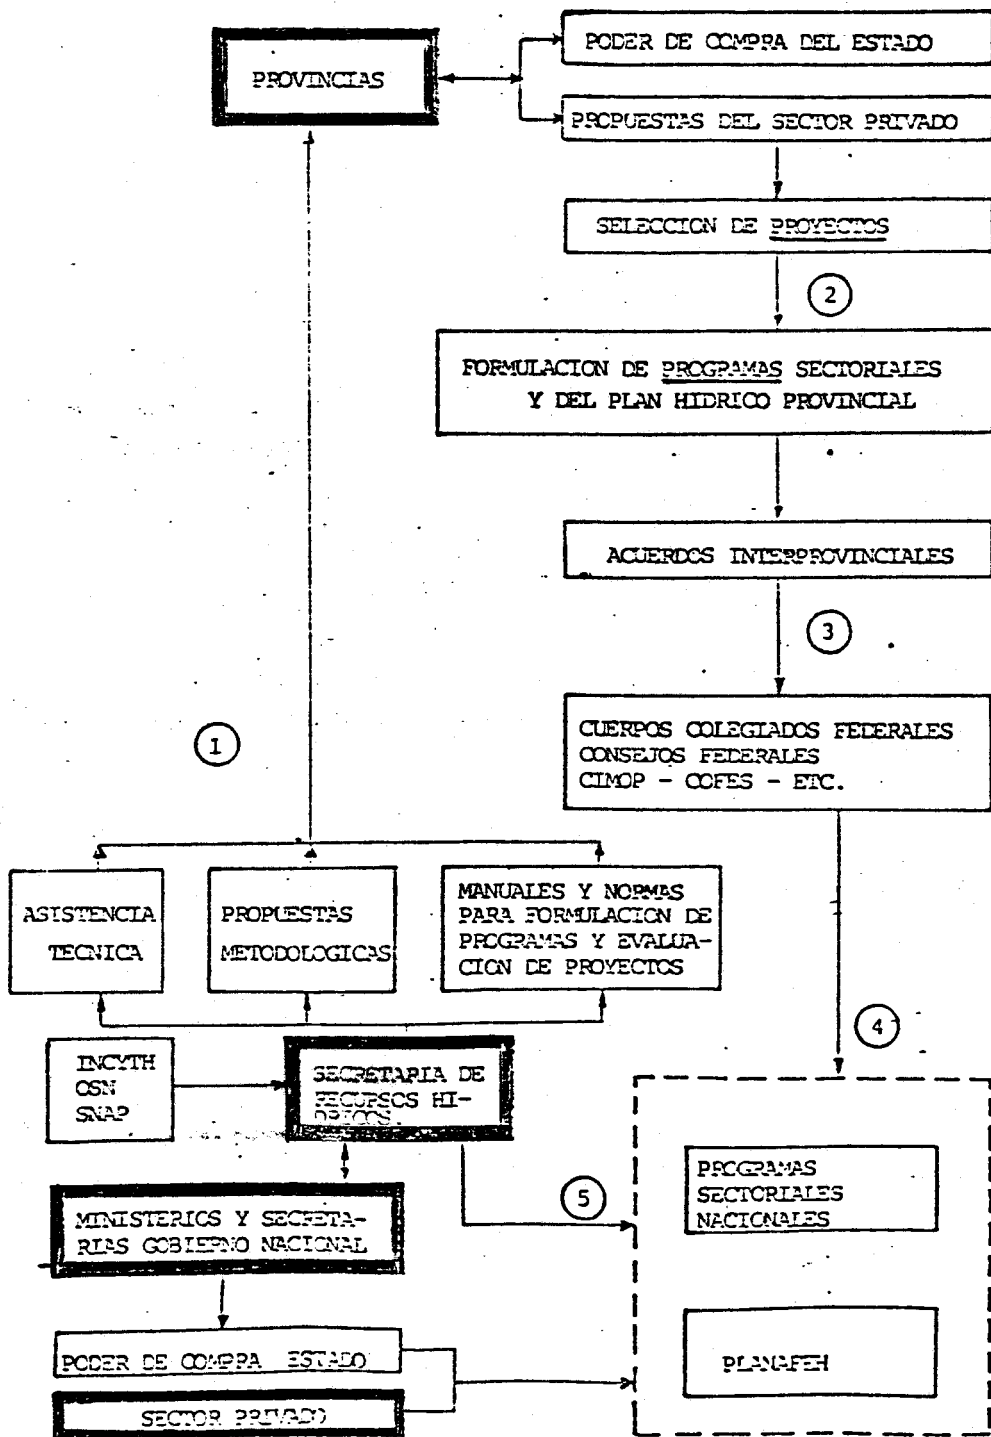 PROVINCIAS
PODER DE COMPRA DEL ESTADO
PROPUESTAS DEL SECTOR PRIVADO
SELECCION DE PROYECTOS
2
FORMULACION DE PROGRAMAS SECTORIALES
Y DEL PLAN HIDRICO PROVINCIAL
ACUERDOS INTERPROVINCIALES
3
CUERPOS COLEGIADOS FEDERALES
CONSEJOS FEDERALES
CIMOP - COFES - ETC.
I
ASISTENCIA
TECNICA
PROPUESTAS
METODOLOGICAS
MANUALES Y NORMAS
PARA FORMULACION DE
PROGRAMAS Y EVALUA-
CION DE PROYECTOS
4
INCYTH
OSN
SNAP
SECRETARIA DE
RECURSOS HI-
DRICOS.
5
MINISTERIOS Y SECRETA-
RIAS GOBIERNO NACIONAL
PODER DE COMPRA ESTADO
SECTOR PRIVADO
PROGRAMAS
SECTORIALES
NACIONALES
PLANAFEH